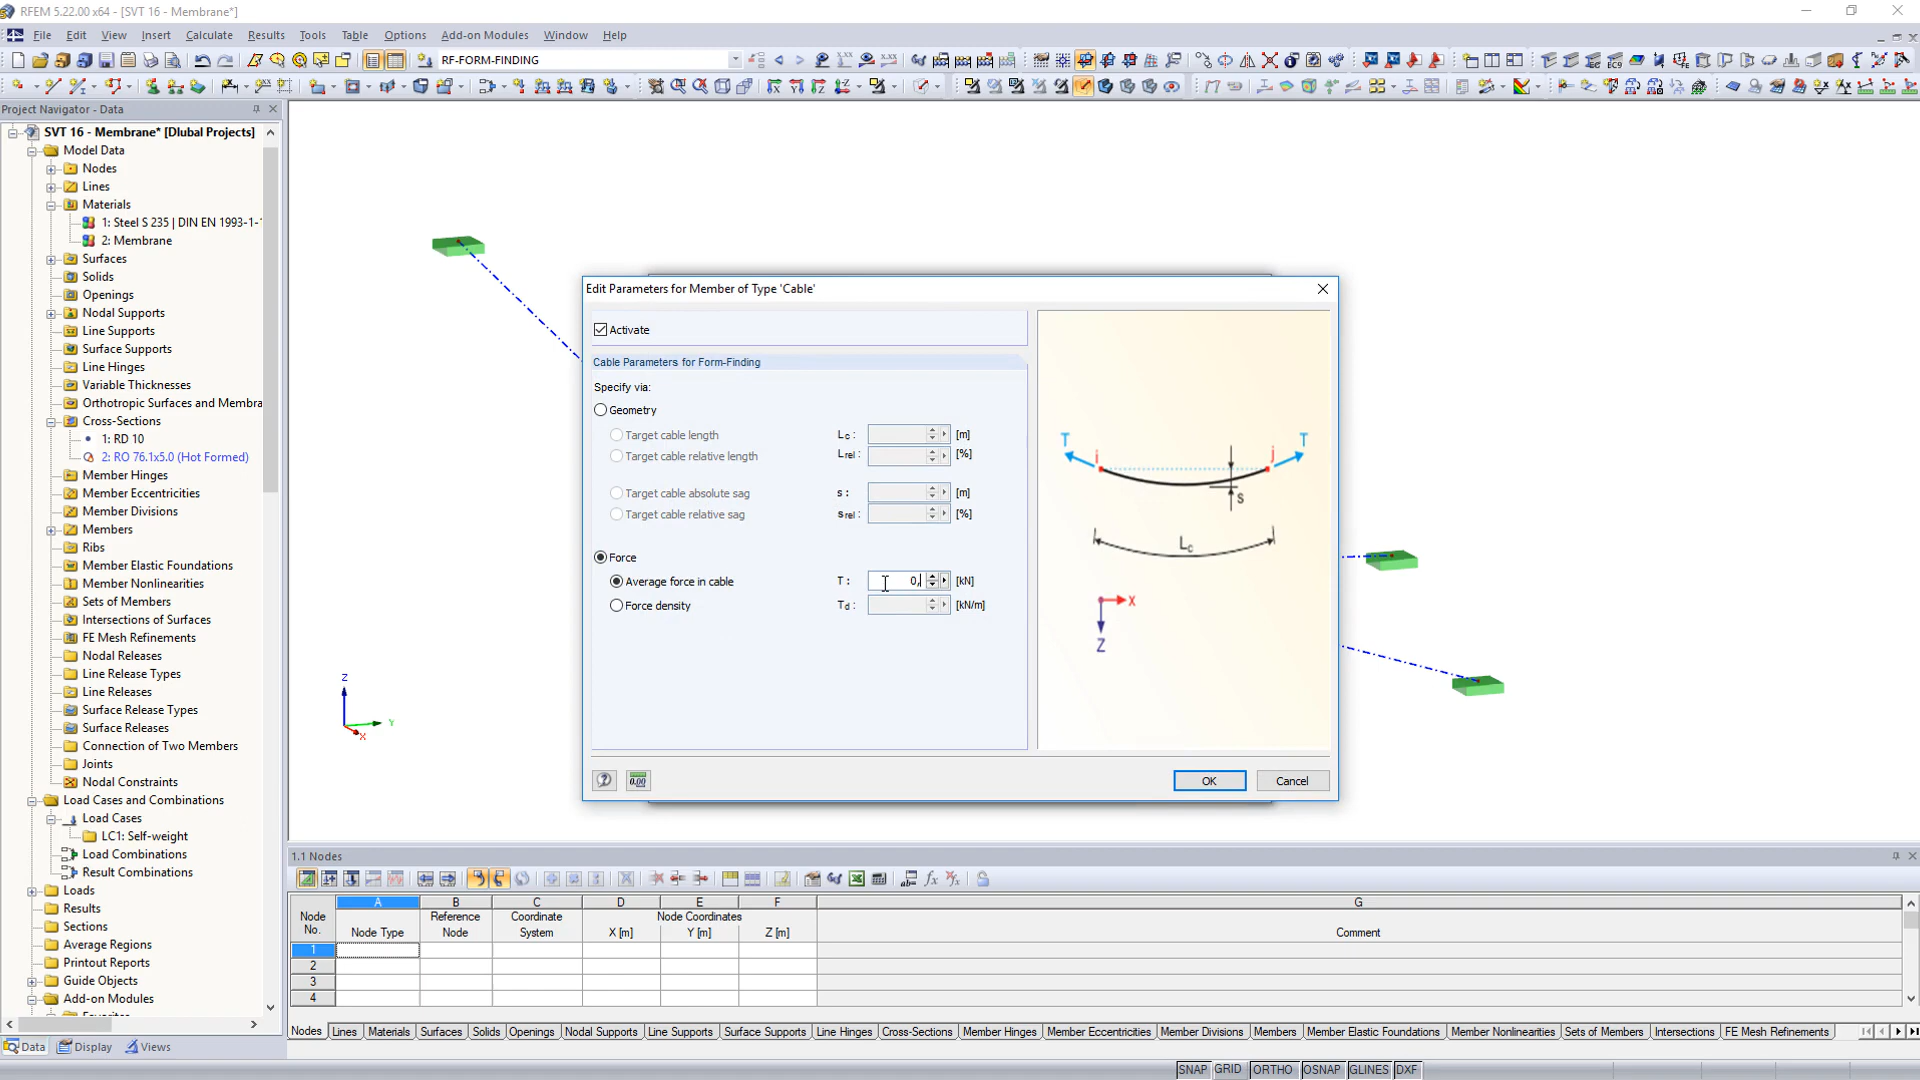 RFEM 5.22.00 x64 - [SVT 16 - Membrane*]
File Edit View Insert Calculate Results Tools Table Options Add-on Modules Window Help
RF-FORM-FINDING
Project Navigator - Data
SVT 16 - Membrane* [Dlubal Projects]
Model Data
Nodes
Lines
Materials
1: Steel S 235 | DIN EN 1993-1-
2: Membrane
Surfaces
Solids
Openings
Nodal Supports
Line Supports
Surface Supports
Line Hinges
Variable Thicknesses
Orthotropic Surfaces and Membra
Cross-Sections
1: RD 10
2: RO 76.1x5.0 (Hot Formed)
Member Hinges
Member Eccentricities
Member Divisions
Members
Ribs
Member Elastic Foundations
Member Nonlinearities
Sets of Members
Intersections of Surfaces
FE Mesh Refinements
Nodal Releases
Line Release Types
Line Releases
Surface Release Types
Surface Releases
Connection of Two Members
Joints
Nodal Constraints
Load Cases and Combinations
Load Cases
LC1: Self-weight
Load Combinations
Result Combinations
Loads
Results
Sections
Average Regions
Printout Reports
Guide Objects
Add-on Modules
Data Display Views
Z
Y
X
Edit Parameters for Member of Type 'Cable'
Activate
Cable Parameters for Form-Finding
Specify via:
Geometry
Target cable length Lc : [m]
Target cable relative length Lrel : [%]
Target cable absolute sag s : [m]
Target cable relative sag srel : [%]
Force
Average force in cable T : 0, [kN]
Force density Td : [kN/m]
T i j T
s
Lc
X
Z
OK Cancel
1.1 Nodes
A B C D E F G
Node Reference Coordinate Node Coordinates
No. Node Type Node System X [m] Y [m] Z [m] Comment
1
2
3
4
Nodes Lines Materials Surfaces Solids Openings Nodal Supports Line Supports Surface Supports Line Hinges Cross-Sections Member Hinges Member Eccentricities Member Divisions Members Member Elastic Foundations Member Nonlinearities Sets of Members Intersections FE Mesh Refinements
SNAP GRID ORTHO OSNAP GLINES DXF